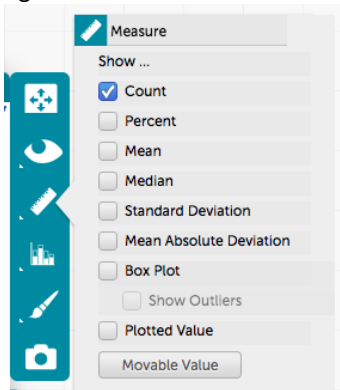 Measure
Show ...
Count
Percent
Mean
Median
Standard Deviation
Mean Absolute Deviation
Box Plot
Show Outliers
Plotted Value
Movable Value